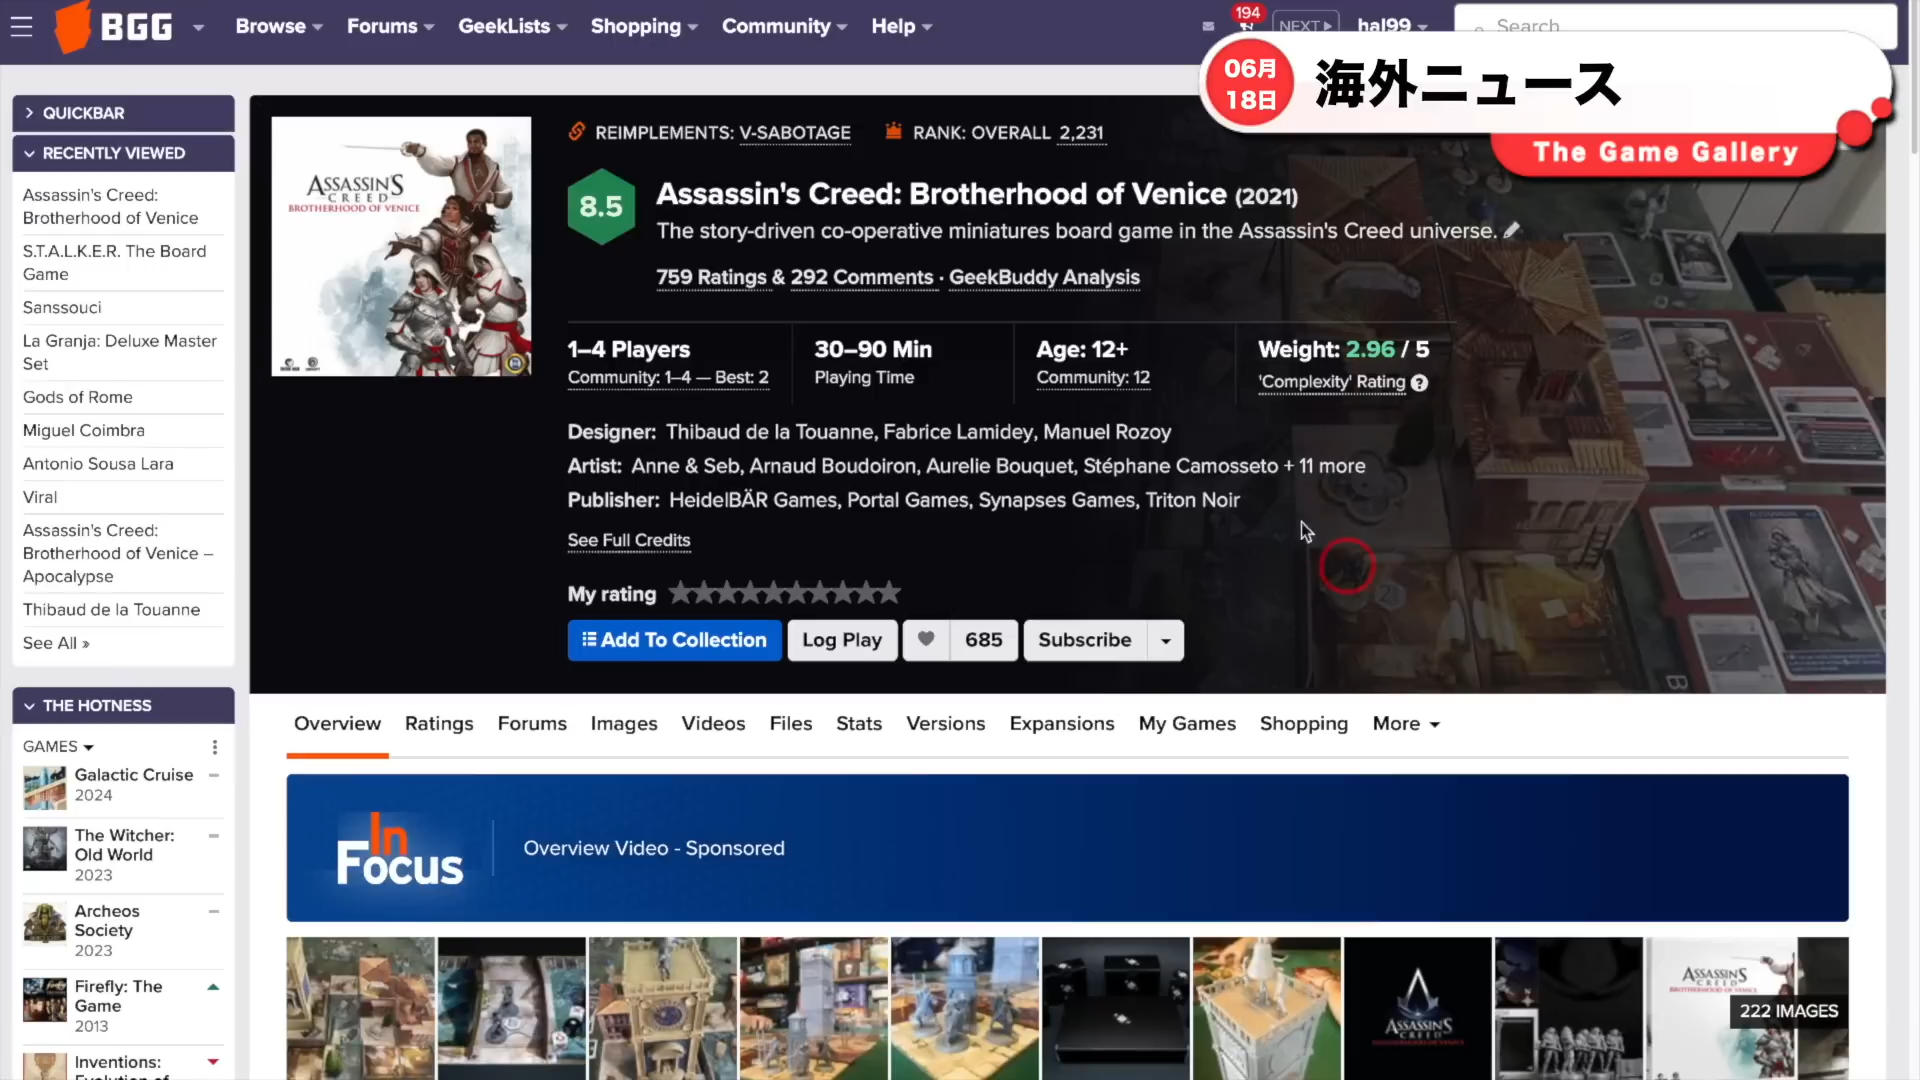 BGG
Browse
Forums
GeekLists
Shopping
Community
Help
194
NEXT
hal99
Search
06月
18日
海外ニュース
The Game Gallery
QUICKBAR
RECENTLY VIEWED
Assassin's Creed:
Brotherhood of Venice
S.T.A.L.K.E.R. The Board
Game
Sanssouci
La Granja: Deluxe Master
Set
Gods of Rome
Miguel Coimbra
Antonio Sousa Lara
Viral
Assassin's Creed:
Brotherhood of Venice –
Apocalypse
Thibaud de la Touanne
See All »
THE HOTNESS
GAMES
Galactic Cruise
2024
The Witcher:
Old World
2023
Archeos
Society
2023
Firefly: The
Game
2013
Inventions:
Evolution of
ASSASSIN'S
CREED
BROTHERHOOD OF VENICE
REIMPLEMENTS: V-SABOTAGE
RANK: OVERALL 2,231
8.5
Assassin's Creed: Brotherhood of Venice (2021)
The story-driven co-operative miniatures board game in the Assassin's Creed universe.
759 Ratings & 292 Comments · GeekBuddy Analysis
1–4 Players
Community: 1–4 — Best: 2
30–90 Min
Playing Time
Age: 12+
Community: 12
Weight: 2.96 / 5
'Complexity' Rating ?
Designer: Thibaud de la Touanne, Fabrice Lamidey, Manuel Rozoy
Artist: Anne & Seb, Arnaud Boudoiron, Aurelie Bouquet, Stéphane Camosseto + 11 more
Publisher: HeidelBÄR Games, Portal Games, Synapses Games, Triton Noir
See Full Credits
My rating
Add To Collection
Log Play
685
Subscribe
Overview
Ratings
Forums
Images
Videos
Files
Stats
Versions
Expansions
My Games
Shopping
More
In
Focus
Overview Video - Sponsored
ASSASSIN'S
CREED
ASSASSIN'S
CREED
BROTHERHOOD OF VENICE
222 IMAGES